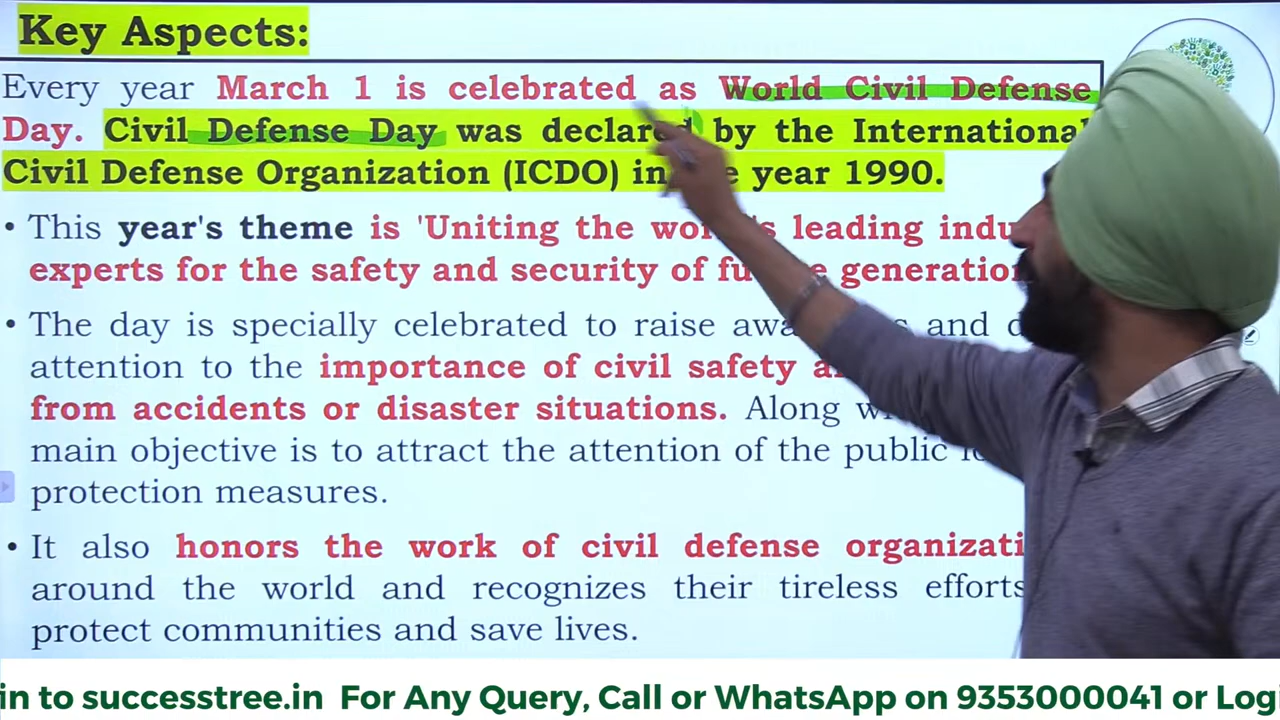 Key Aspects:
Every year March 1 is celebrated as World Civil Defense
Day. Civil Defense Day was declared by the International
Civil Defense Organization (ICDO) in year 1990.
• This year's theme is 'Uniting the leading
experts for the safety and security of
• The day is specially celebrated to raise and
attention to the importance of civil safety
from accidents or disaster situations. Along
main objective is to attract the attention of the public
protection measures.
• It also honors the work of civil defense
around the world and recognizes their tireless efforts
protect communities and save lives.
in to successtree.in For Any Query, Call or WhatsApp on 9353000041 or